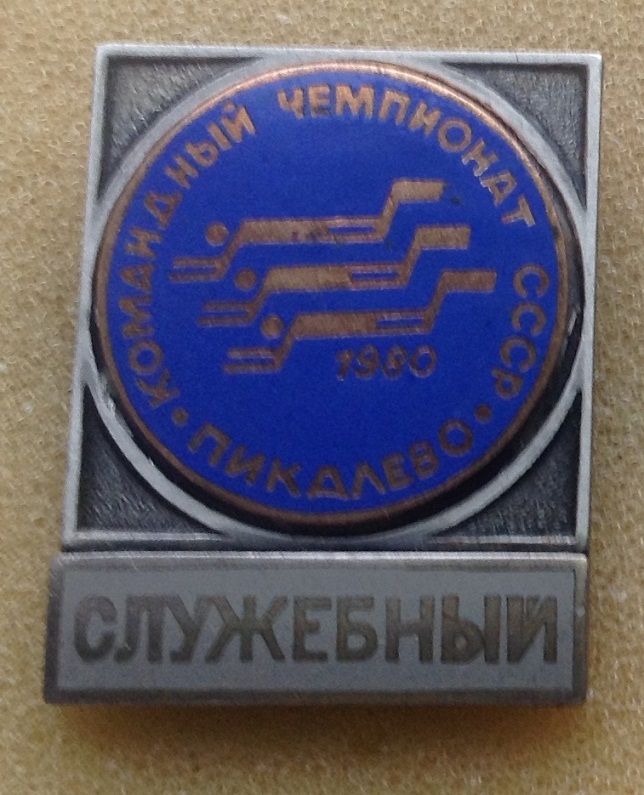 КОМАНДНЫЙ ЧЕМПИОНАТ СССР
1980
• ПИКАЛЕВО •
СЛУЖЕБНЫЙ